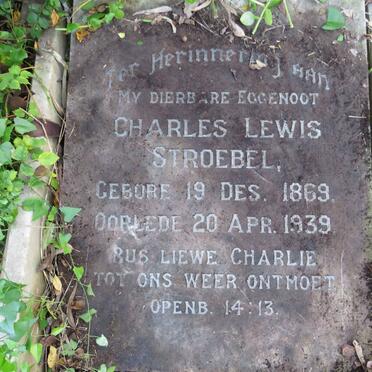 Ter Herinnering aan
My Dierbare Eggenoot
Charles Lewis
Stroebel,
Gebore 19 Des. 1869.
Oorlede 20 Apr. 1939.
Rus liewe Charlie
tot ons weer ontmoet
Openb. 14:13.